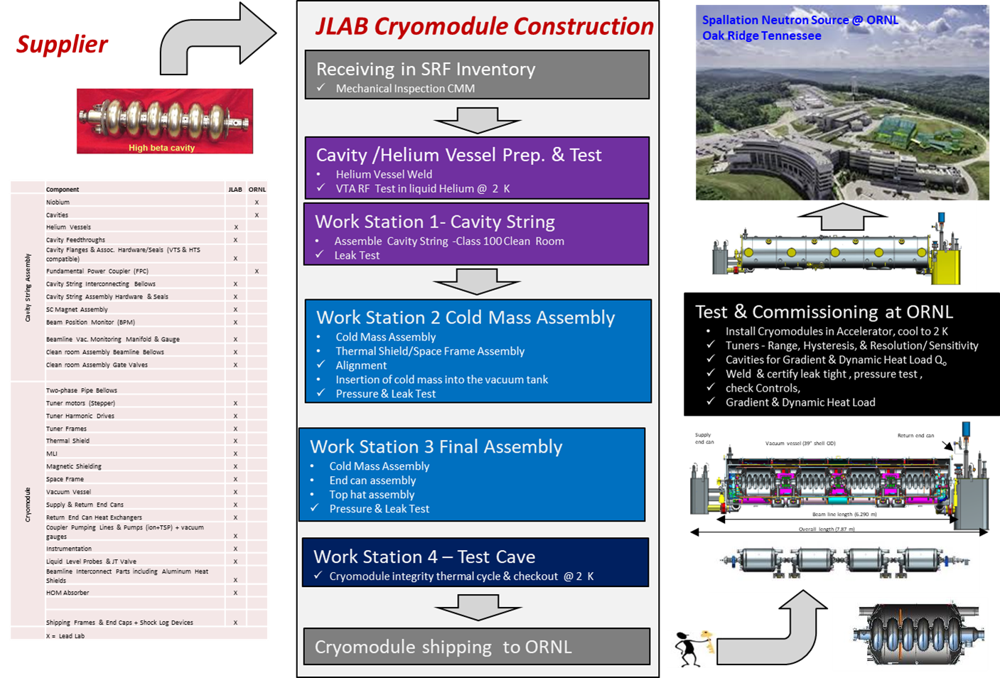 Supplier
High beta cavity
Component JLAB ORNL
Cavity String Assembly
Niobium X
Cavities X
Helium Vessels X
Cavity Feedthroughs X
Cavity Flanges & Assoc. Hardware/Seals (VTS & HTS
compatible) X
Fundamental Power Coupler (FPC) X
Cavity String Interconnecting Bellows X
Cavity String Assembly Hardware & Seals X
SC Magnet Assembly X
Beam Position Monitor (BPM) X
Beamline Vac. Monitoring Manifold & Gauge X
Clean room Assembly Beamline Bellows X
Clean room Assembly Gate Valves X
Cryomodule
Two-phase Pipe Bellows
Tuner motors (Stepper) X
Tuner Harmonic Drives X
Tuner Frames X
Thermal Shield X
MLI X
Magnetic Shielding X
Space Frame X
Vacuum Vessel X
Supply & Return End Cans X
Return End Can Heat Exchangers X
Coupler Pumping Lines & Pumps (ion+TSP) + vacuum
gauges X
Instrumentation X
Liquid Level Probes & JT Valve X
Beamline Interconnect Parts including Aluminum Heat
Shields X
HOM Absorber X
Shipping Frames & End Caps + Shock Log Devices X
X = Lead Lab
JLAB Cryomodule Construction
Receiving in SRF Inventory
✓ Mechanical Inspection CMM
Cavity /Helium Vessel Prep. & Test
• Helium Vessel Weld
✓ VTA RF Test in liquid Helium @ 2 K
Work Station 1- Cavity String
• Assemble Cavity String -Class 100 Clean Room
✓ Leak Test
Work Station 2 Cold Mass Assembly
• Cold Mass Assembly
• Thermal Shield/Space Frame Assembly
✓ Alignment
• Insertion of cold mass into the vacuum tank
✓ Pressure & Leak Test
Work Station 3 Final Assembly
• Cold Mass Assembly
• End can assembly
• Top hat assembly
✓ Pressure & Leak Test
Work Station 4 – Test Cave
✓ Cryomodule integrity thermal cycle & checkout @ 2 K
Cryomodule shipping to ORNL
Spallation Neutron Source @ ORNL
Oak Ridge Tennessee
Test & Commissioning at ORNL
• Install Cryomodules in Accelerator, cool to 2 K
✓ Tuners - Range, Hysteresis, & Resolution/ Sensitivity
✓ Cavities for Gradient & Dynamic Heat Load Qo
✓ Weld & certify leak tight , pressure test ,
✓ check Controls,
✓ Gradient & Dynamic Heat Load
Supply
end can
Vacuum vessel (39" shell OD)
Return end can
Beam line length (6.290 m)
Overall length (7.87 m)